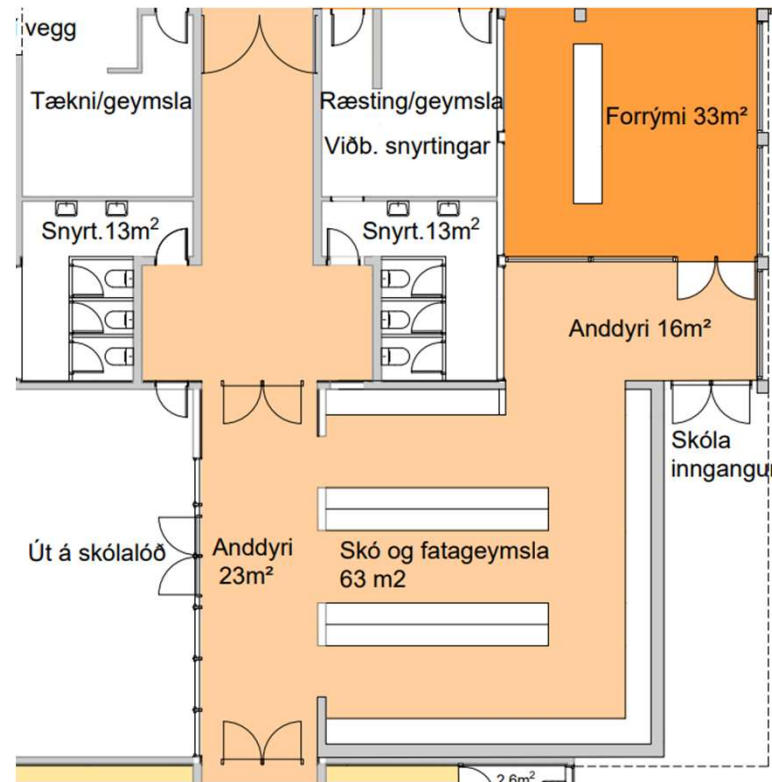 vegg
Tækni/geymsla
Ræsting/geymsla
Viðb. snyrtingar
Forrými 33m²
Snyrt.13m²
Snyrt.13m²
Anddyri 16m²
Skóla
inngangur
Út á skólalóð
Anddyri
23m²
Skó og fatageymsla
63 m2
2.6m²